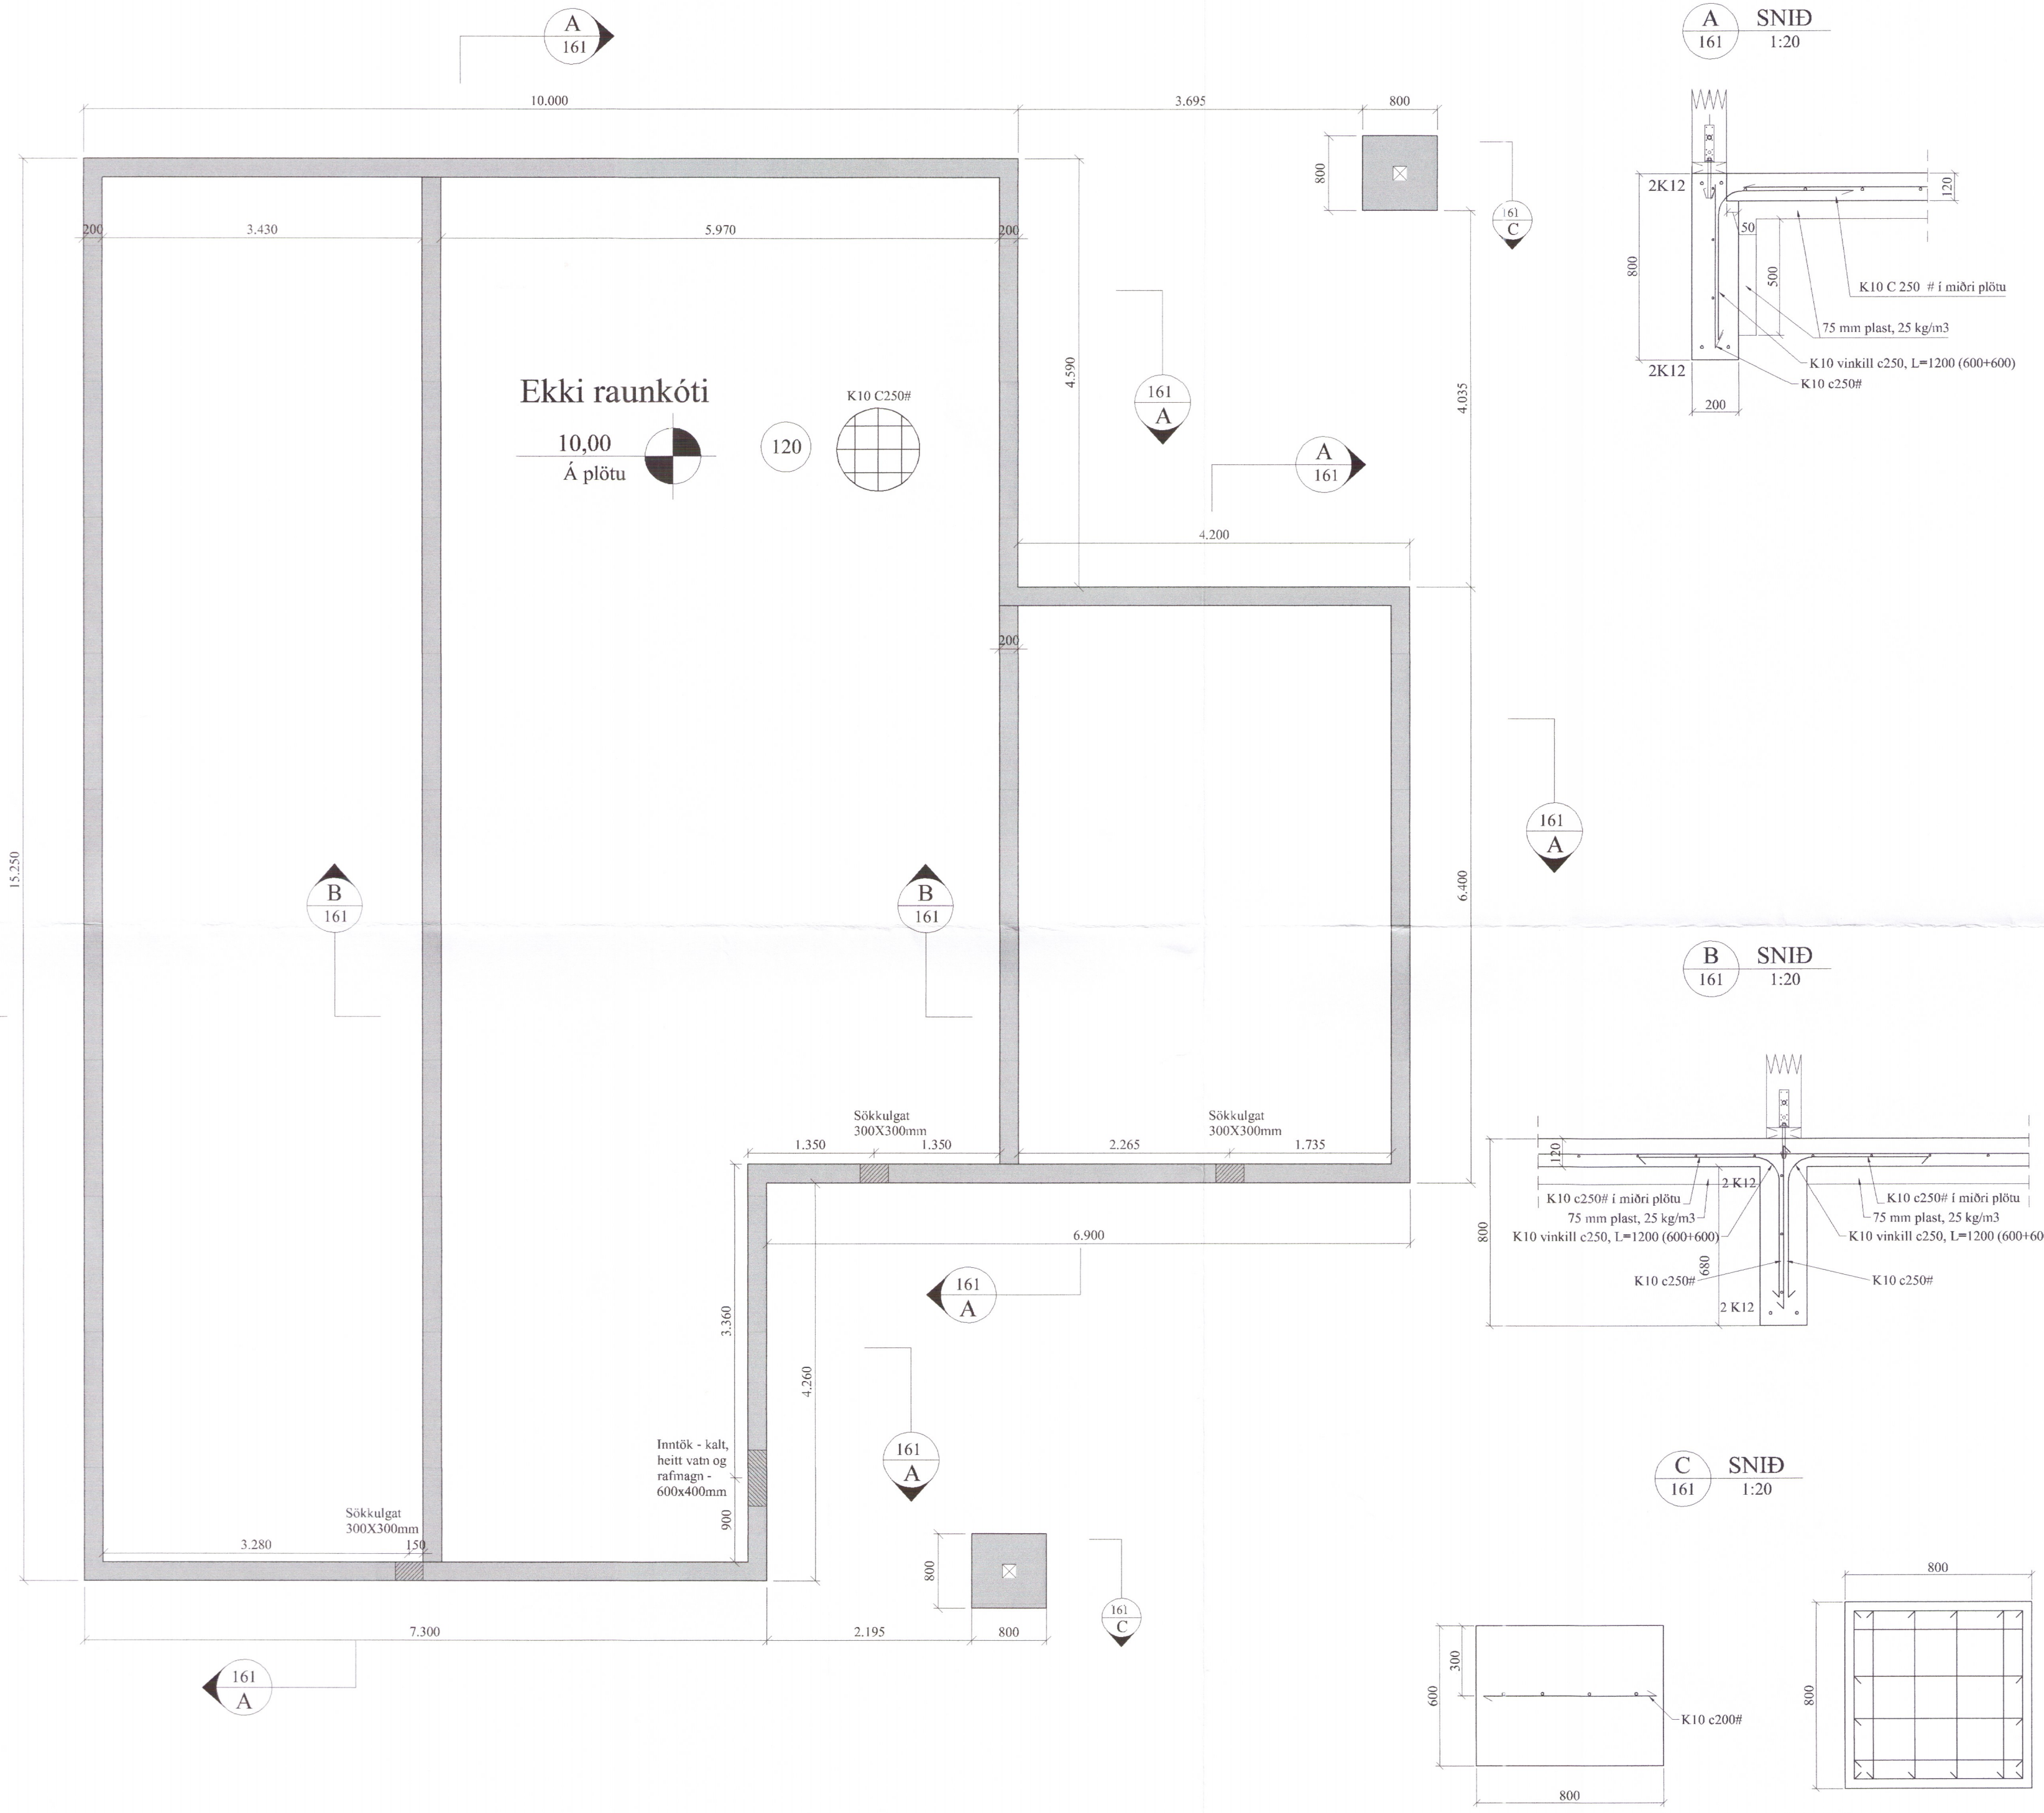 A
161
10.000
3.695
800
800
161
C
200
3.430
5.970
200
4.590
4.035
Ekki raunkóti
10,00
Á plötu
120
K10 C250#
161
A
A
161
4.200
200
15.250
B
161
B
161
161
A
6.400
Sökkulgat
300X300mm
1.350
1.350
Sökkulgat
300X300mm
2.265
1.735
6.900
161
A
3.360
4.260
161
A
Inntök - kalt,
heitt vatn og
rafmagn -
600x400mm
900
Sökkulgat
300X300mm
3.280
150
800
161
C
7.300
2.195
800
161
A
A
161
SNIÐ
1:20
2K12
120
50
800
500
K10 C 250 # í miðri plötu
75 mm plast, 25 kg/m3
K10 vinkill c250, L=1200 (600+600)
2K12
K10 c250#
200
B
161
SNIÐ
1:20
120
2 K12
K10 c250# í miðri plötu
K10 c250# í miðri plötu
75 mm plast, 25 kg/m3
75 mm plast, 25 kg/m3
K10 vinkill c250, L=1200 (600+600)
K10 vinkill c250, L=1200 (600+60
800
680
K10 c250#
K10 c250#
2 K12
C
161
SNIÐ
1:20
300
600
K10 c200#
800
800
800